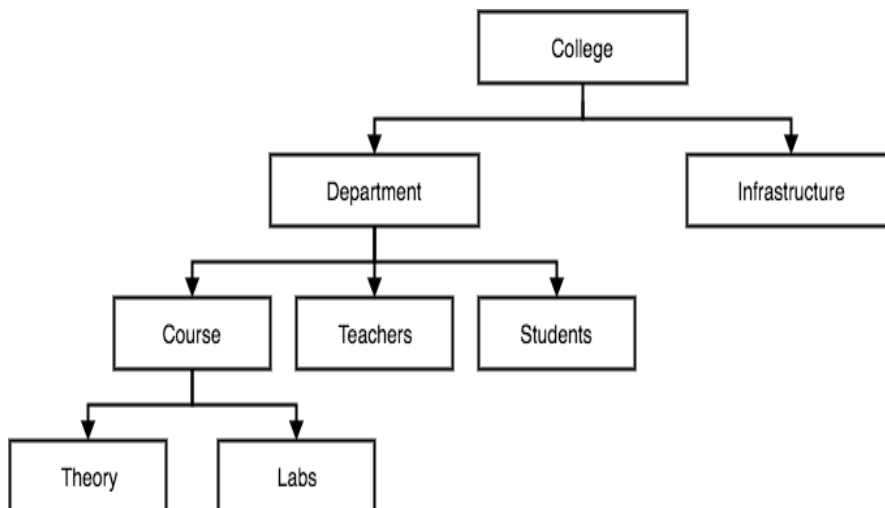 College
Department
Infrastructure
Course
Teachers
Students
Theory
Labs